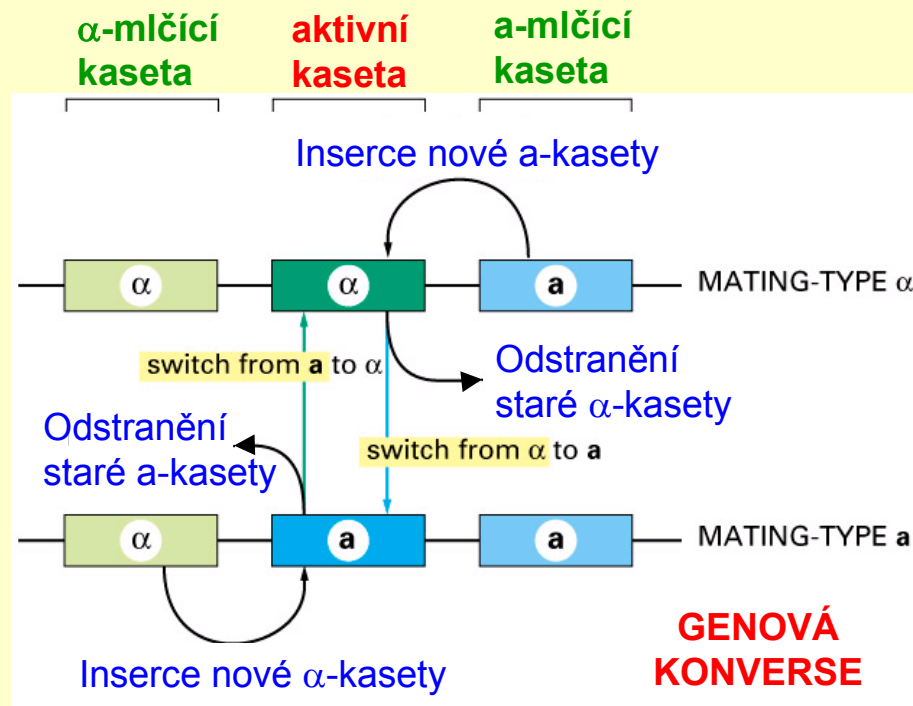 α-mlčící
kaseta
aktivní
kaseta
a-mlčící
kaseta
Inserce nové a-kasety
α
α
a
MATING-TYPE α
switch from a to α
Odstranění
staré α-kasety
Odstranění
staré a-kasety
switch from α to a
α
a
a
MATING-TYPE a
Inserce nové α-kasety
GENOVÁ
KONVERSE